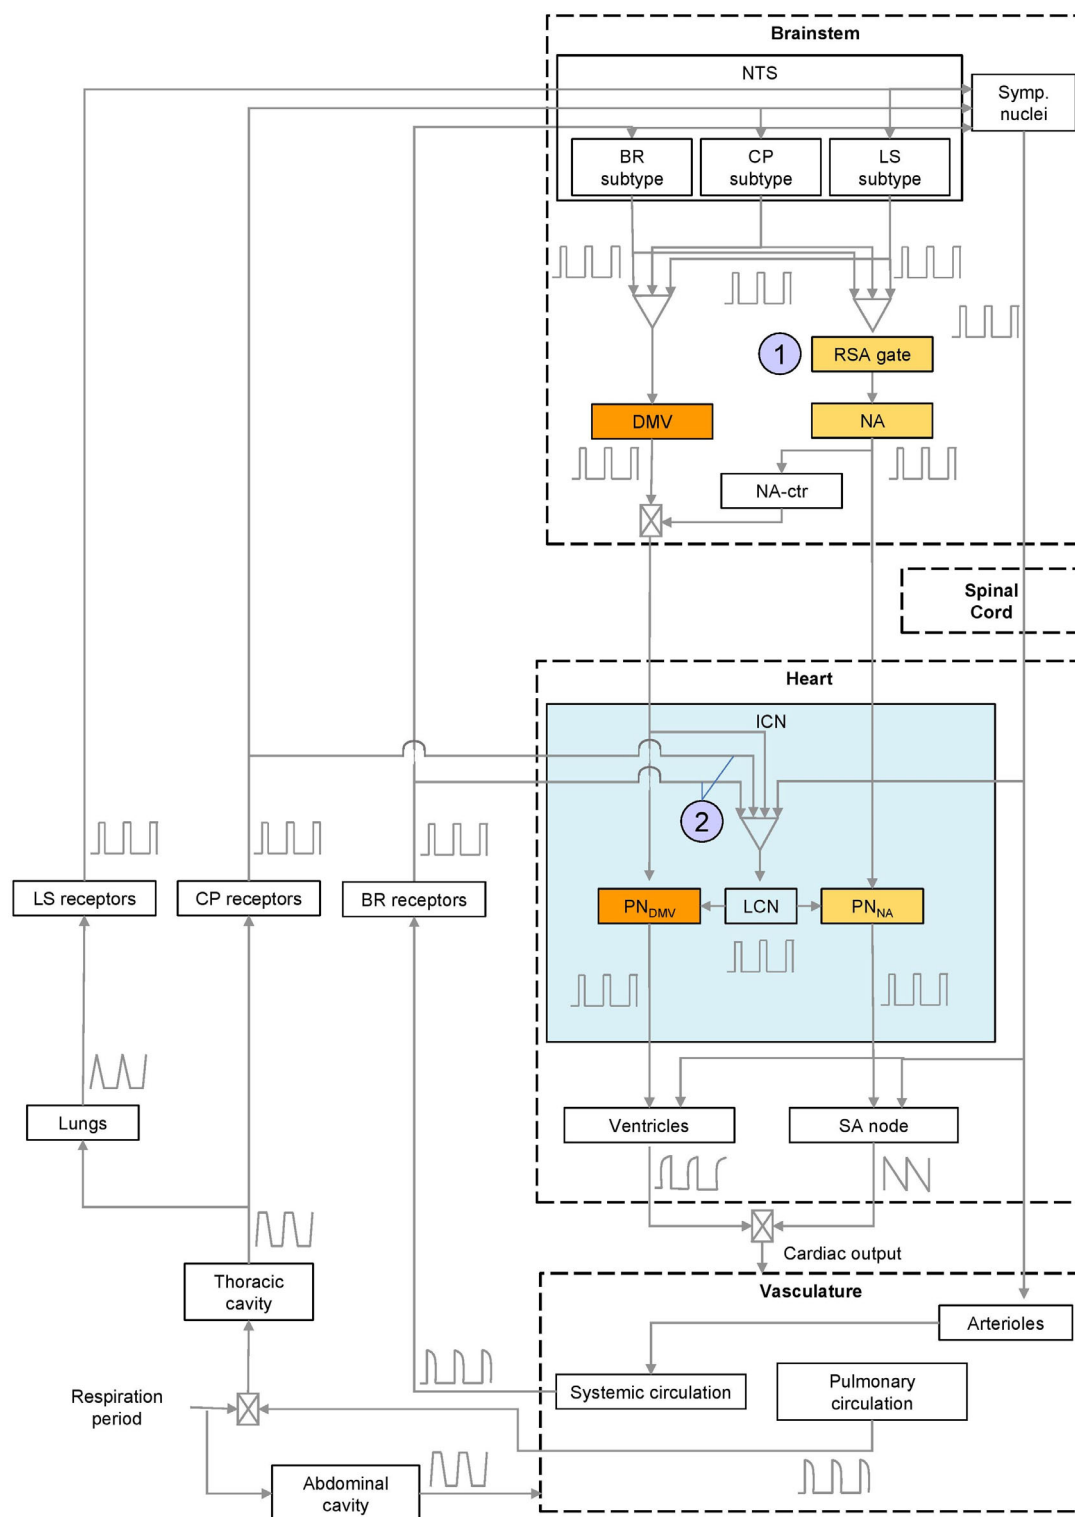 Brainstem
NTS
Symp.
nuclei
BR
subtype
CP
subtype
LS
subtype
1
RSA gate
DMV
NA
NA-ctr
Spinal
Cord
Heart
ICN
2
LS receptors
CP receptors
BR receptors
PNDMV
LCN
PNNA
Lungs
Ventricles
SA node
Cardiac output
Thoracic
cavity
Vasculature
Arterioles
Respiration
period
Systemic circulation
Pulmonary
circulation
Abdominal
cavity